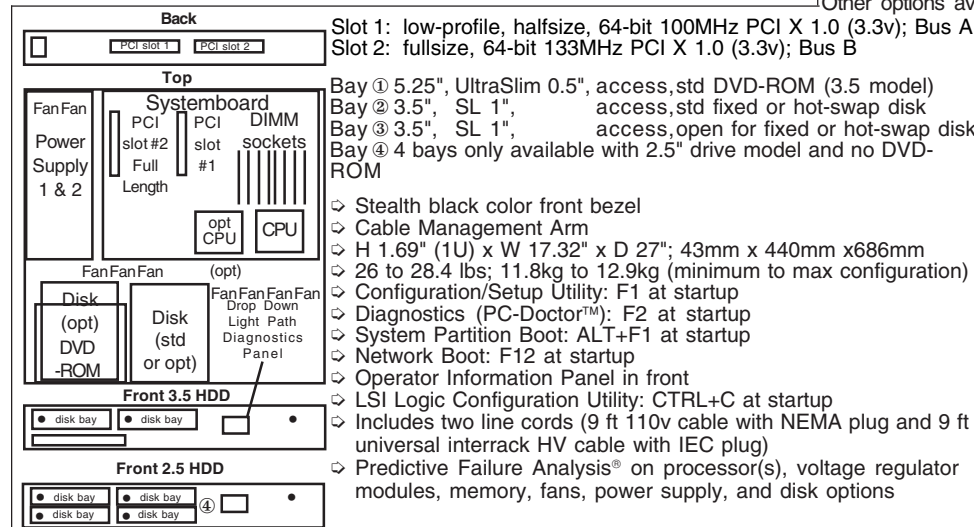 Other options av
Back
PCI slot 1 PCI slot 2
Slot 1: low-profile, halfsize, 64-bit 100MHz PCI X 1.0 (3.3v); Bus A
Slot 2: fullsize, 64-bit 133MHz PCI X 1.0 (3.3v); Bus B
Top
Fan Fan
Power
Supply
1 & 2
Systemboard
PCI
slot #2
Full
Length
PCI
slot
#1
DIMM
sockets
opt
CPU
CPU
Fan Fan Fan
(opt)
Fan Fan Fan Fan
Disk
(opt)
DVD
-ROM
Disk
(std
or opt)
Drop Down
Light Path
Diagnostics
Panel
Bay ① 5.25", UltraSlim 0.5", access, std DVD-ROM (3.5 model)
Bay ② 3.5", SL 1", access, std fixed or hot-swap disk
Bay ③ 3.5", SL 1", access, open for fixed or hot-swap disk
Bay ④ 4 bays only available with 2.5" drive model and no DVD-
ROM
➭ Stealth black color front bezel
➭ Cable Management Arm
➭ H 1.69" (1U) x W 17.32" x D 27"; 43mm x 440mm x686mm
➭ 26 to 28.4 lbs; 11.8kg to 12.9kg (minimum to max configuration)
➭ Configuration/Setup Utility: F1 at startup
➭ Diagnostics (PC-Doctor™): F2 at startup
➭ System Partition Boot: ALT+F1 at startup
➭ Network Boot: F12 at startup
➭ Operator Information Panel in front
➭ LSI Logic Configuration Utility: CTRL+C at startup
➭ Includes two line cords (9 ft 110v cable with NEMA plug and 9 ft
universal interrack HV cable with IEC plug)
➭ Predictive Failure Analysis® on processor(s), voltage regulator
modules, memory, fans, power supply, and disk options
Front 3.5 HDD
disk bay disk bay
Front 2.5 HDD
disk bay disk bay
disk bay disk bay
④